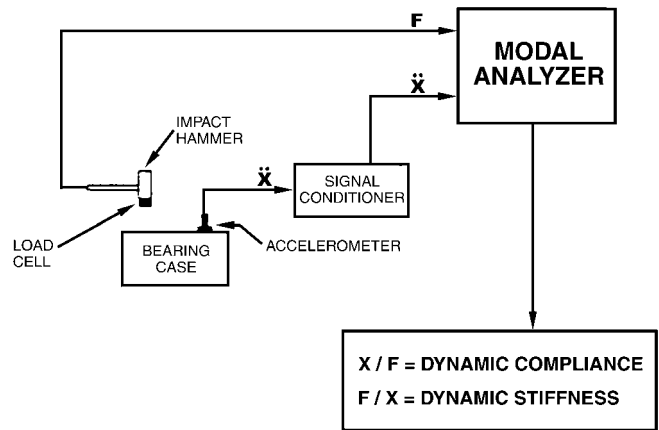 F
MODAL
ANALYZER
Ẍ
IMPACT
HAMMER
Ẍ
SIGNAL
CONDITIONER
LOAD
CELL
BEARING
CASE
ACCELEROMETER
X / F = DYNAMIC COMPLIANCE
F / X = DYNAMIC STIFFNESS